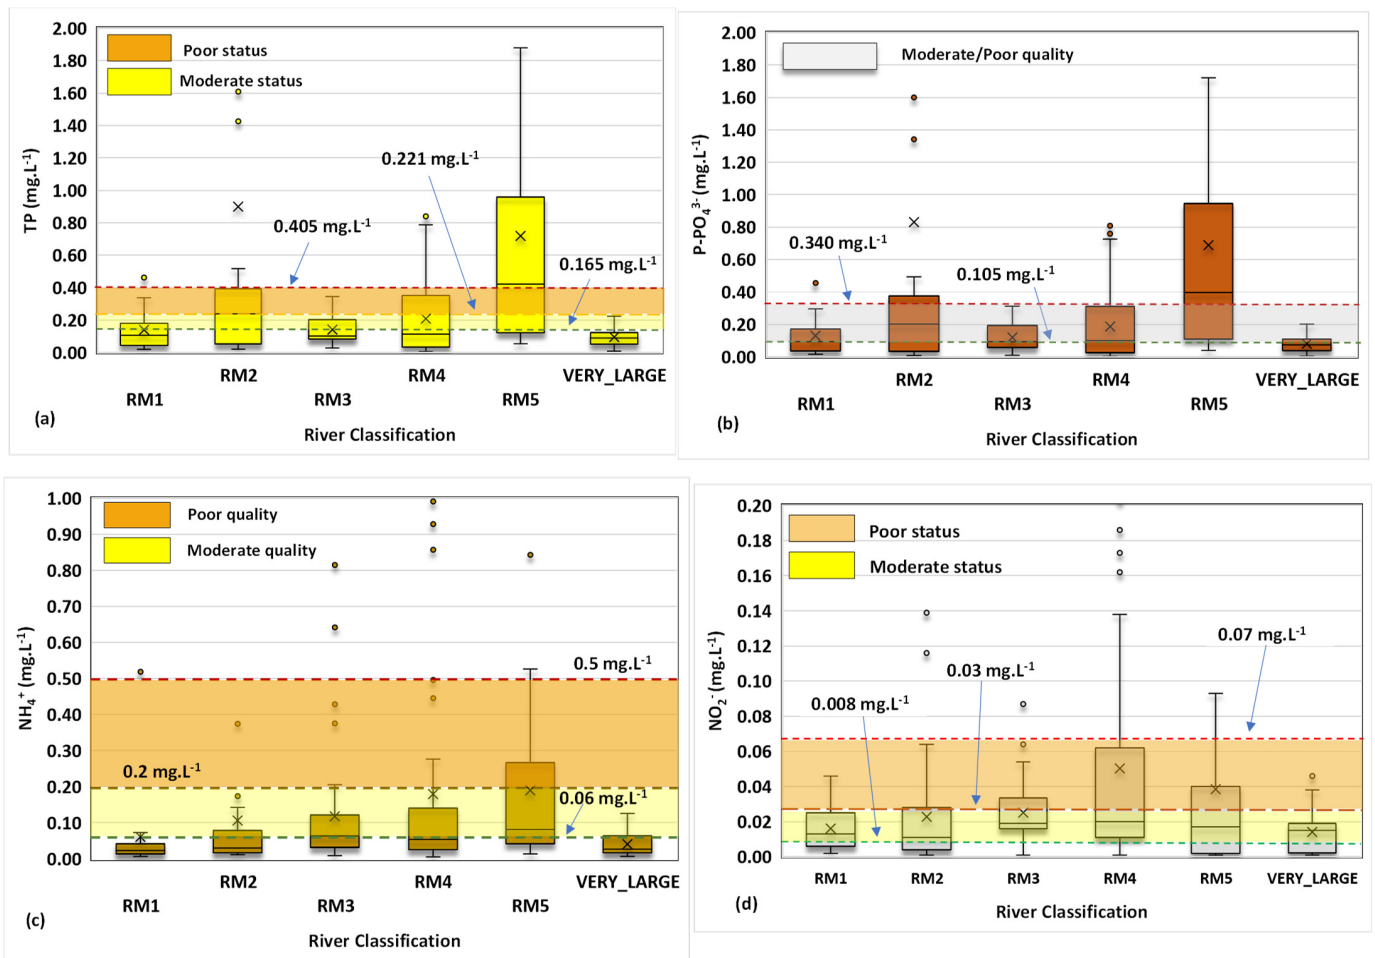 2.00
Poor status
1.80
Moderate status
1.60
1.40
0.221 mg.L-1
1.20
TP (mg.L-1)
1.00
0.80
0.405 mg.L-1
0.60
0.165 mg.L-1
0.40
0.20
0.00
RM2
RM4
VERY_LARGE
RM1
RM3
RM5
(a)
River Classification
2.00
Moderate/Poor quality
1.80
1.60
1.40
1.20
P-PO4 3- (mg.L-1)
1.00
0.80
0.340 mg.L-1
0.60
0.105 mg.L-1
0.40
0.20
0.00
RM2
RM4
VERY_LARGE
RM1
RM3
RM5
(b)
River Classification
1.00
Poor quality
0.90
Moderate quality
0.80
0.70
0.60
NH4+ (mg.L-1)
0.5 mg.L-1
0.50
0.40
0.30
0.2 mg.L-1
0.20
0.06 mg.L-1
0.10
0.00
RM2
RM4
VERY_LARGE
RM1
RM3
RM5
(c)
River Classification
0.20
Poor status
0.18
Moderate status
0.16
0.14
0.07 mg.L-1
0.12
0.03 mg.L-1
NO2- (mg.L-1)
0.10
0.008 mg.L-1
0.08
0.06
0.04
0.02
0.00
RM1 RM2 RM3 RM4 RM5 VERY_LARGE
(d)
River Classification